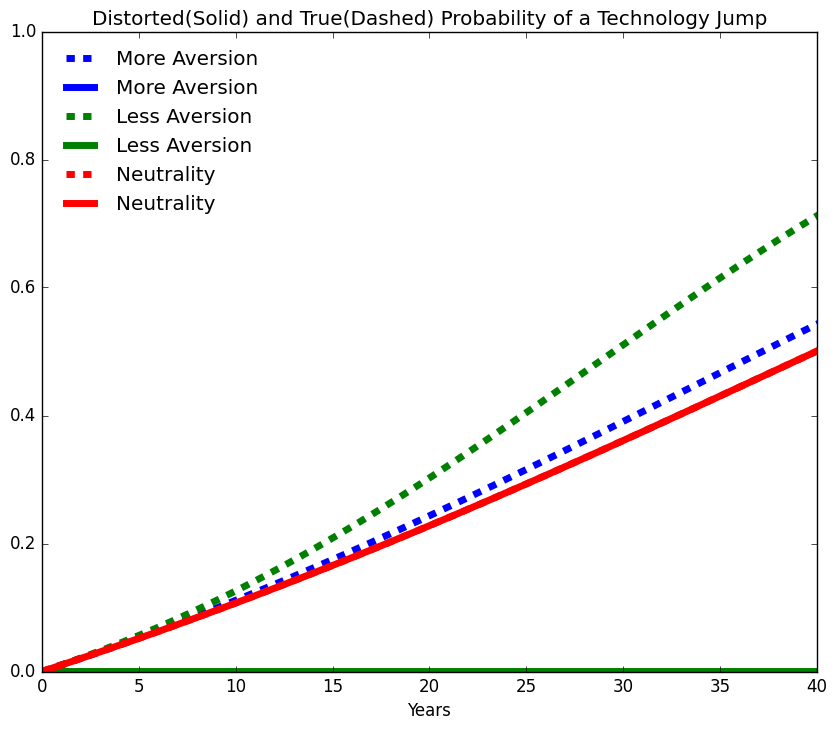 Distorted(Solid) and True(Dashed) Probability of a Technology Jump
1.0
More Aversion
More Aversion
Less Aversion
Less Aversion
Neutrality
Neutrality
0.8
0.6
0.4
0.2
0.0
0 5 10 15 20 25 30 35 40
Years